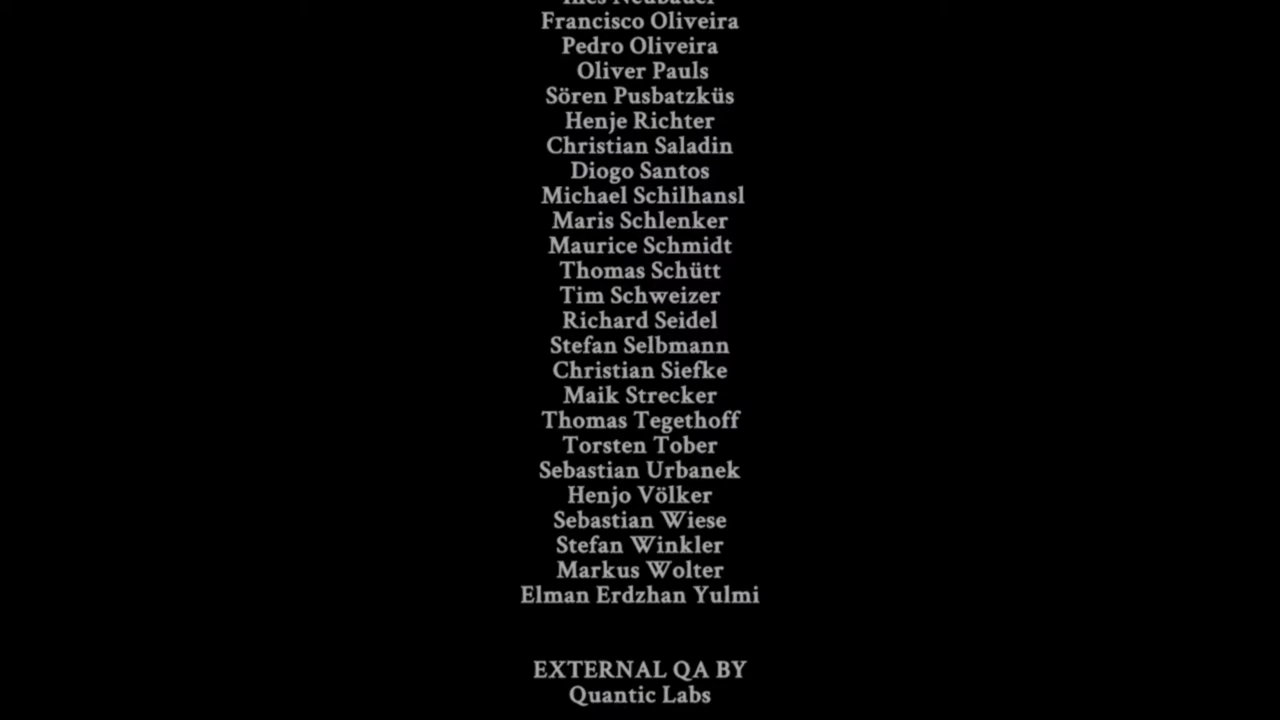 Ines Neubauer
Francisco Oliveira
Pedro Oliveira
Oliver Pauls
Sören Pusbatzküs
Henje Richter
Christian Saladin
Diogo Santos
Michael Schilhansl
Maris Schlenker
Maurice Schmidt
Thomas Schütt
Tim Schweizer
Richard Seidel
Stefan Selbmann
Christian Siefke
Maik Strecker
Thomas Tegethoff
Torsten Tober
Sebastian Urbanek
Henjo Völker
Sebastian Wiese
Stefan Winkler
Markus Wolter
Elman Erdzhan Yulmi
EXTERNAL QA BY
Quantic Labs